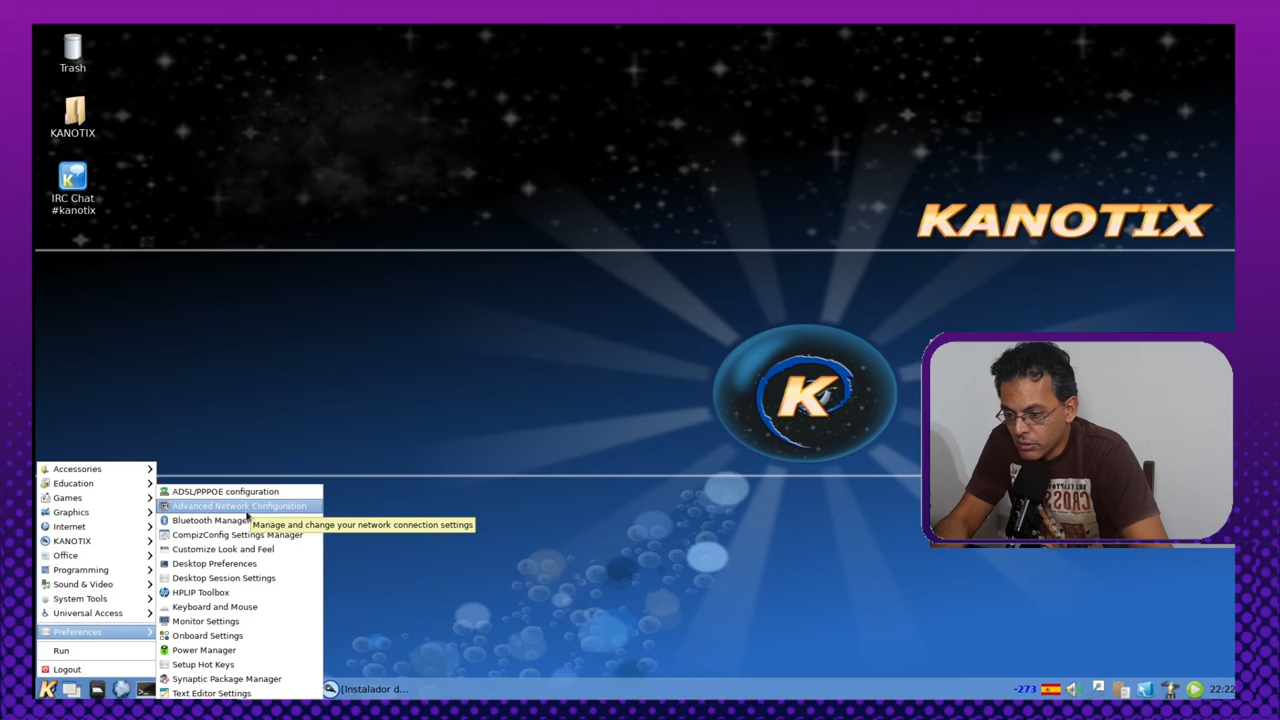 Trash
KANOTIX
IRC Chat
#kanotix
KANOTIX
K
Accessories
Education
Games
Graphics
Internet
KANOTIX
Office
Programming
Sound & Video
System Tools
Universal Access
Preferences
Run
Logout
ADSL/PPPOE configuration
Advanced Network Configuration
Bluetooth Manage
Manage and change your network connection settings
CompizConfig Settings Manager
Customize Look and Feel
Desktop Preferences
Desktop Session Settings
HPLIP Toolbox
Keyboard and Mouse
Monitor Settings
Onboard Settings
Power Manager
Setup Hot Keys
Synaptic Package Manager
Text Editor Settings
[Instalador d...
-273
22:22
CROSS